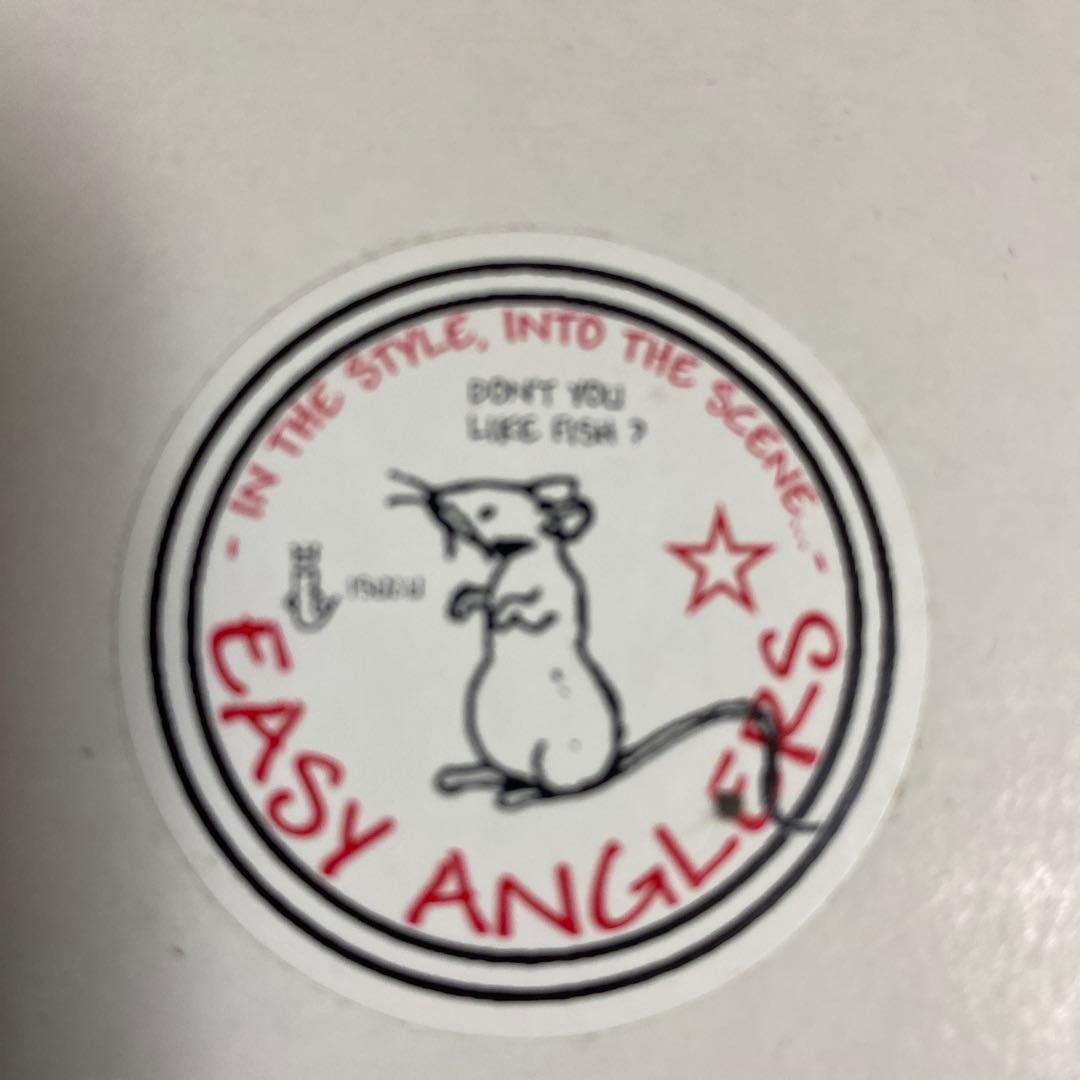 - IN THE STYLE, INTO THE SCENE... -
DON'T YOU
LIKE FISH ?
EASY ANGLERS